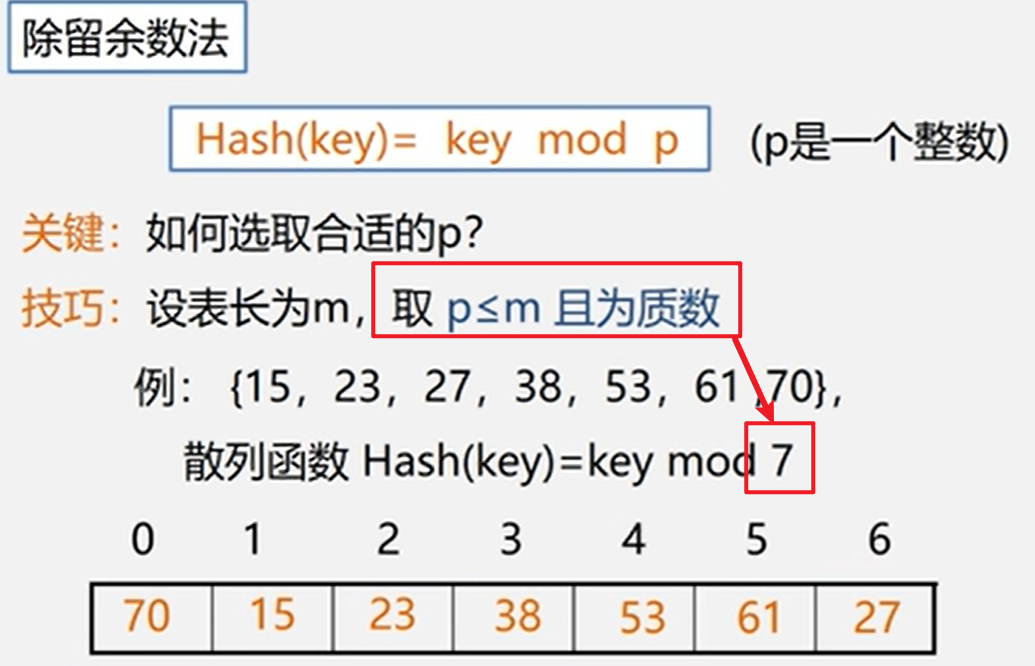 除留余数法
Hash(key)= key mod p (p是一个整数)
关键：如何选取合适的p?
技巧：设表长为m，取 p≤m 且为质数
例： {15，23，27，38，53，61 ,70}，
散列函数 Hash(key)=key mod 7
0 1 2 3 4 5 6
70 15 23 38 53 61 27